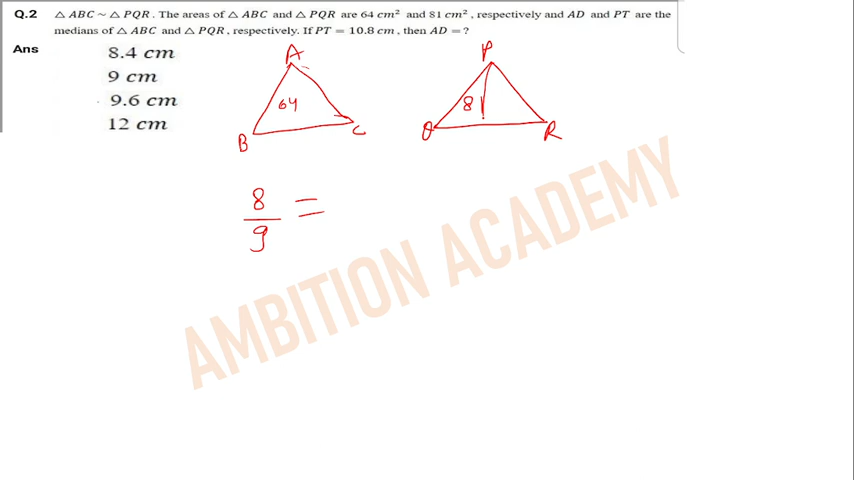 Q.2 △ ABC ~ △ PQR. The areas of △ ABC and △ PQR are 64 cm² and 81 cm², respectively and AD and PT are the
medians of △ ABC and △ PQR, respectively. If PT = 10.8 cm, then AD =?
Ans
8.4 cm
9 cm
9.6 cm
12 cm
A
64
B
C
P
81
Q
R
8
9
=
AMBITION ACADEMY